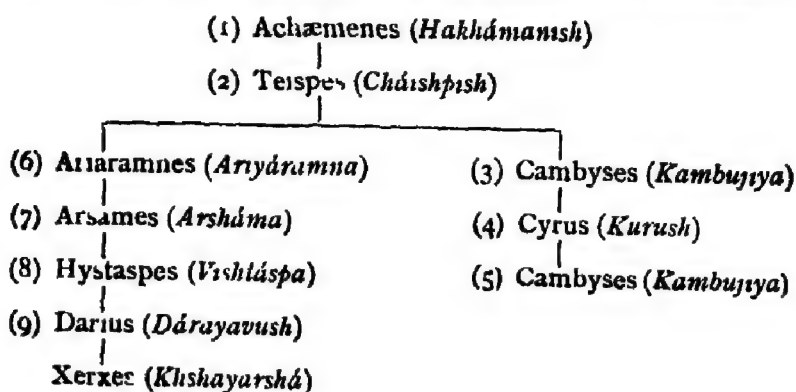 (1) Achæmenes (Hakhámanish)
(2) Teispes (Cháishpish)
(6) Ariaramnes (Ariyáramna) (3) Cambyses (Kambujiya)
(7) Arsames (Arsháma) (4) Cyrus (Kurush)
(8) Hystaspes (Vishtáspa) (5) Cambyses (Kambujiya)
(9) Darius (Dárayavush)
Xerxes (Khshayarshá)